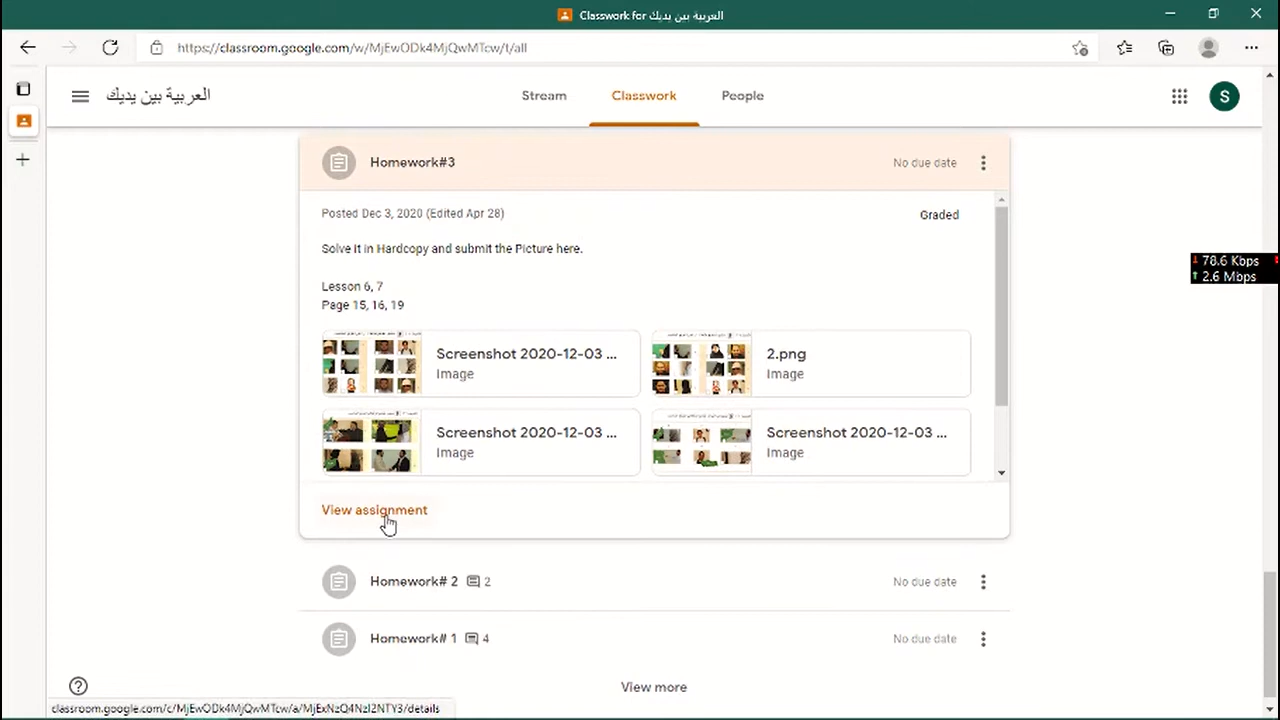 Classwork for العربية بين يديك
https://classroom.google.com/w/MjEwODk4MjQwMTcw/t/all
العربية بين يديك
Stream
Classwork
People
S
Homework#3
No due date
Posted Dec 3, 2020 (Edited Apr 28)
Graded
Solve it in Hardcopy and submit the Picture here.
Lesson 6, 7
Page 15, 16, 19
Screenshot 2020-12-03 ...
Image
2.png
Image
Screenshot 2020-12-03 ...
Image
Screenshot 2020-12-03 ...
Image
View assignment
Homework# 2
2
No due date
Homework# 1
4
No due date
View more
classroom.google.com/c/MjEwODk4MjQwMTcw/a/MjExNzQ4NzI2NTY3/details
78.6 Kbps
2.6 Mbps